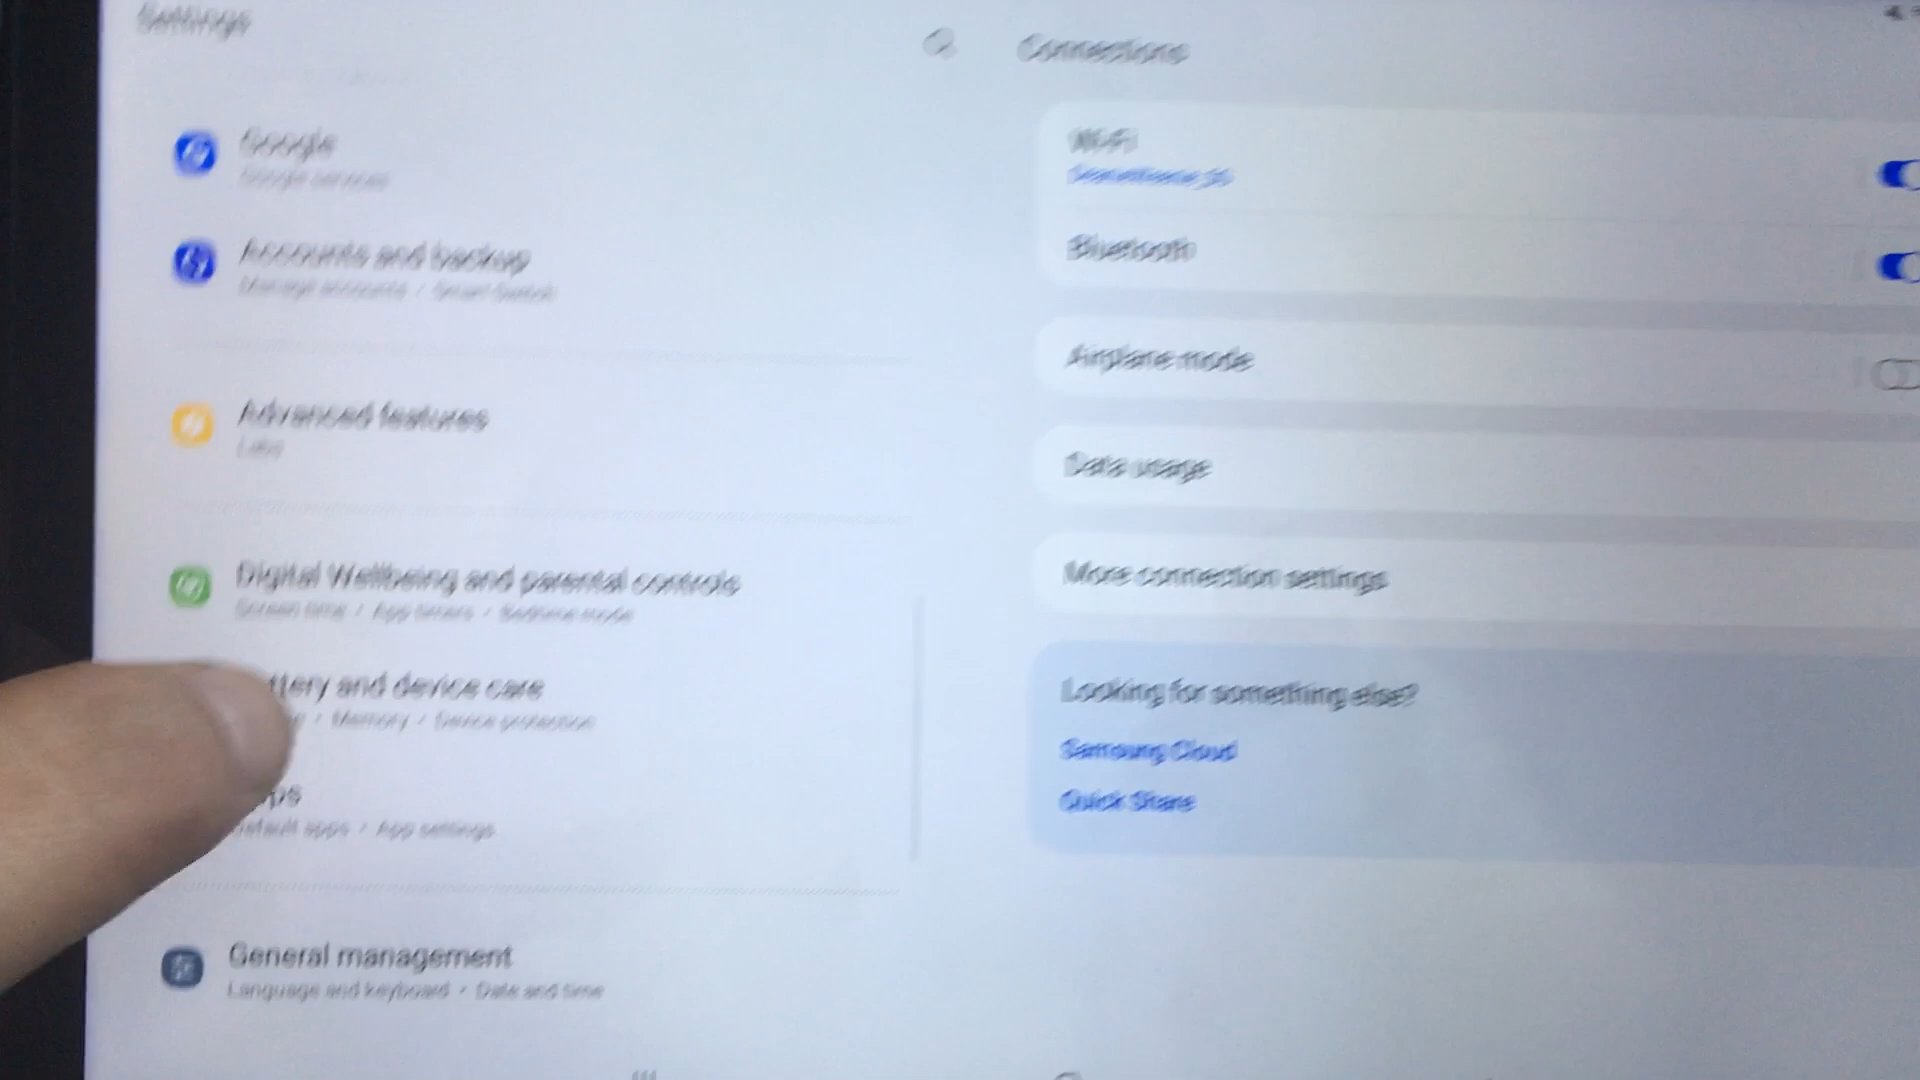 Settings
Google
Google services
Accounts and backup
Manage accounts • Smart Switch
Advanced features
Labs
Digital Wellbeing and parental controls
Screen time • App timers • Bedtime mode
ttery and device care
• Memory • Device protection
ps
efault apps • App settings
General management
Language and keyboard • Date and time
Connections
Wi-Fi
Bluetooth
Airplane mode
Data usage
More connection settings
Looking for something else?
Samsung Cloud
Quick Share